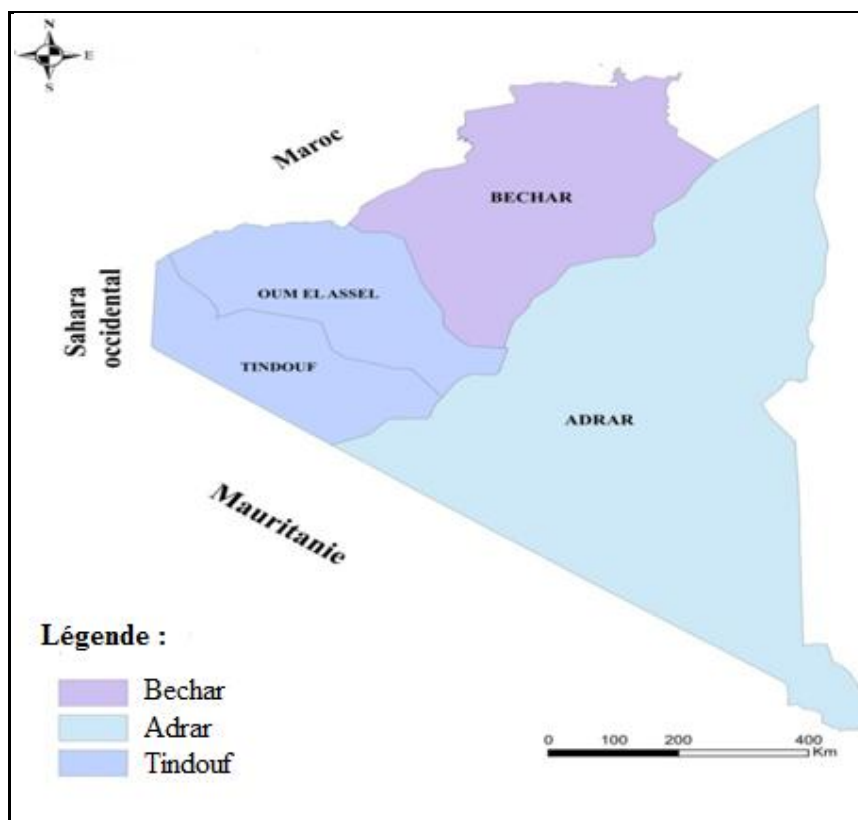 N
E
S
Maroc
BECHAR
Sahara
occidental
OUM EL ASSEL
TINDOUF
ADRAR
Mauritanie
Légende :
Bechar
Adrar
Tindouf
0 100 200 400
Km